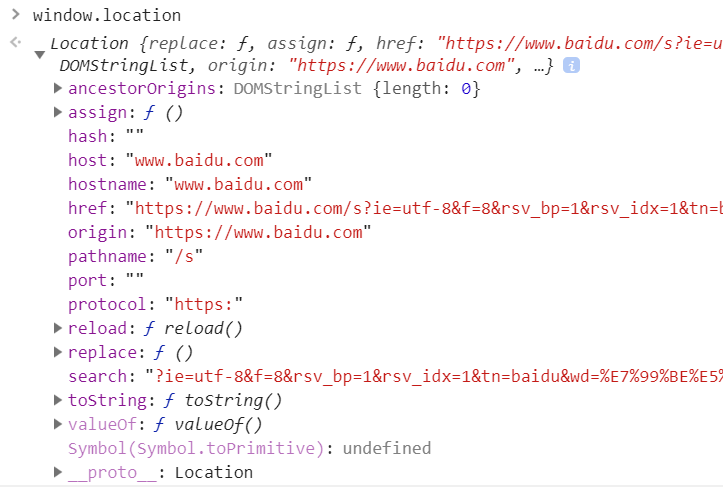 > window.location
Location {replace: ƒ, assign: ƒ, href: "https://www.baidu.com/s?ie=u
DOMStringList, origin: "https://www.baidu.com", …} i
ancestorOrigins: DOMStringList {length: 0}
assign: ƒ ()
hash: ""
host: "www.baidu.com"
hostname: "www.baidu.com"
href: "https://www.baidu.com/s?ie=utf-8&f=8&rsv_bp=1&rsv_idx=1&tn=b
origin: "https://www.baidu.com"
pathname: "/s"
port: ""
protocol: "https:"
reload: ƒ reload()
replace: ƒ ()
search: "?ie=utf-8&f=8&rsv_bp=1&rsv_idx=1&tn=baidu&wd=%E7%99%BE%E5%
toString: ƒ toString()
valueOf: ƒ valueOf()
Symbol(Symbol.toPrimitive): undefined
__proto__: Location